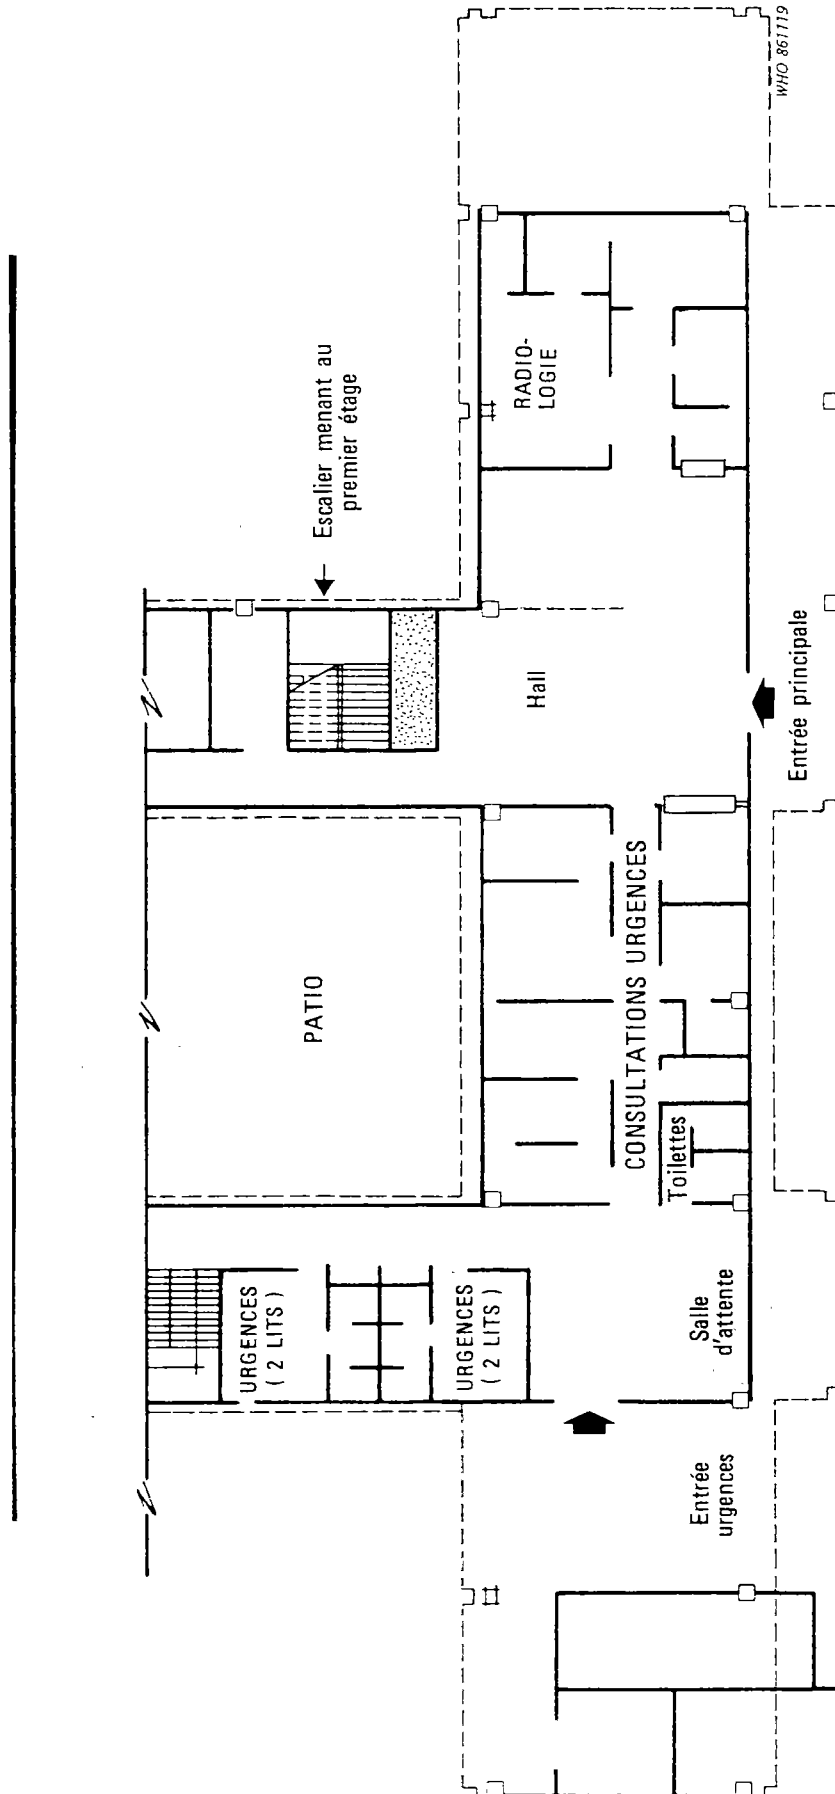 Escalier menant au
premier étage
PATIO
Hall
RADIO-
LOGIE
URGENCES
( 2 LITS )
URGENCES
( 2 LITS )
CONSULTATIONS URGENCES
Toilettes
Salle
d'attente
Entrée
urgences
Entrée principale
WHO 861119